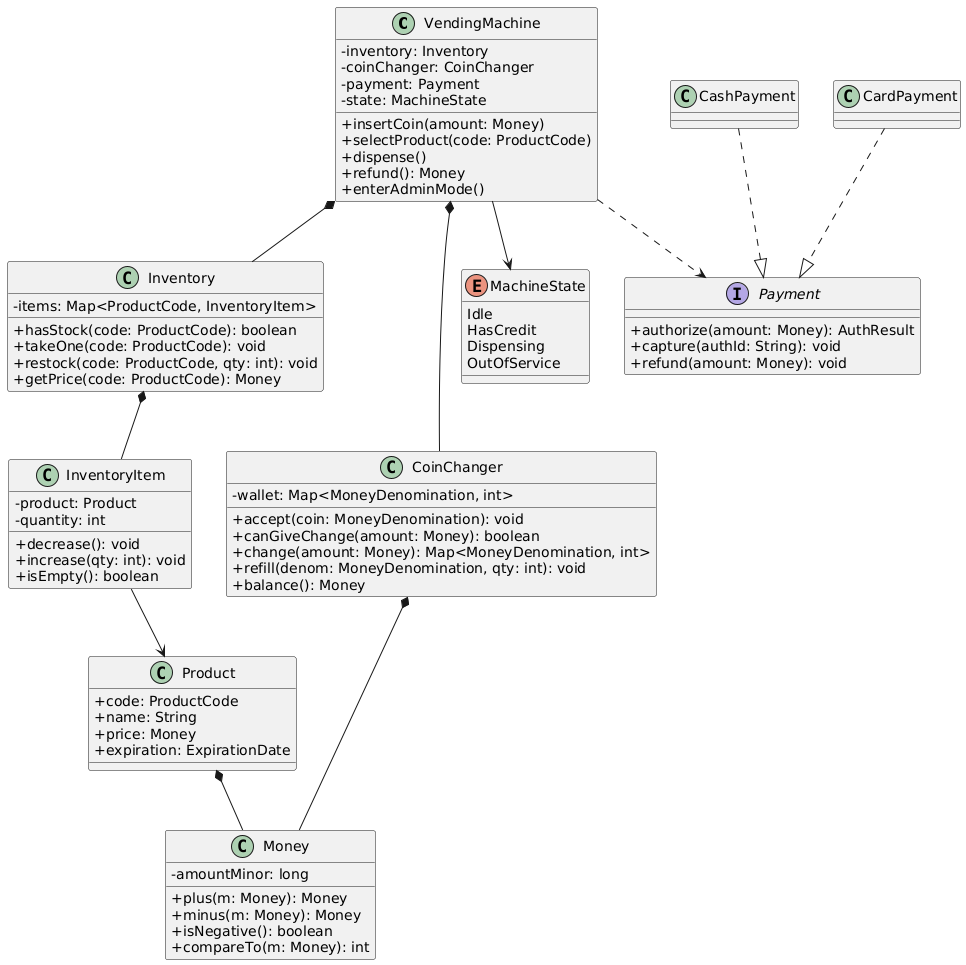 C VendingMachine
-inventory: Inventory
-coinChanger: CoinChanger
-payment: Payment
-state: MachineState
+insertCoin(amount: Money)
+selectProduct(code: ProductCode)
+dispense()
+refund(): Money
+enterAdminMode()
C CashPayment
C CardPayment
C Inventory
-items: Map<ProductCode, InventoryItem>
+hasStock(code: ProductCode): boolean
+takeOne(code: ProductCode): void
+restock(code: ProductCode, qty: int): void
+getPrice(code: ProductCode): Money
E MachineState
Idle
HasCredit
Dispensing
OutOfService
I Payment
+authorize(amount: Money): AuthResult
+capture(authId: String): void
+refund(amount: Money): void
C InventoryItem
-product: Product
-quantity: int
+decrease(): void
+increase(qty: int): void
+isEmpty(): boolean
C CoinChanger
-wallet: Map<MoneyDenomination, int>
+accept(coin: MoneyDenomination): void
+canGiveChange(amount: Money): boolean
+change(amount: Money): Map<MoneyDenomination, int>
+refill(denom: MoneyDenomination, qty: int): void
+balance(): Money
C Product
+code: ProductCode
+name: String
+price: Money
+expiration: ExpirationDate
C Money
-amountMinor: long
+plus(m: Money): Money
+minus(m: Money): Money
+isNegative(): boolean
+compareTo(m: Money): int